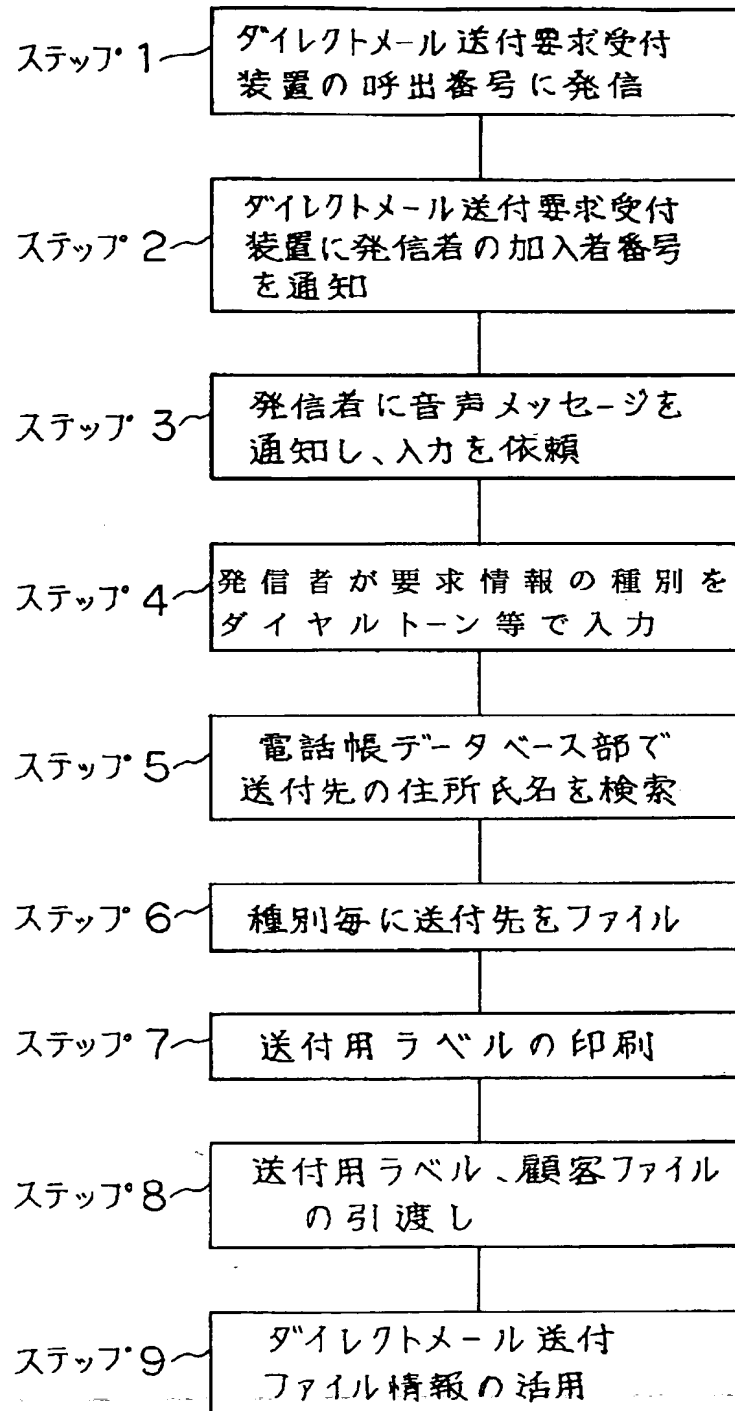 ステップ 1
ダイレクトメール送付要求受付
装置の呼出番号に発信
ステップ 2
ダイレクトメール送付要求受付
装置に発信者の加入者番号
を通知
ステップ 3
発信者に音声メッセージを
通知し、入力を依頼
ステップ 4
発信者が要求情報の種別を
ダイヤルトーン等で入力
ステップ 5
電話帳データベース部で
送付先の住所氏名を検索
ステップ 6
種別毎に送付先をファイル
ステップ 7
送付用ラベルの印刷
ステップ 8
送付用ラベル、顧客ファイル
の引渡し
ステップ 9
ダイレクトメール送付
ファイル情報の活用